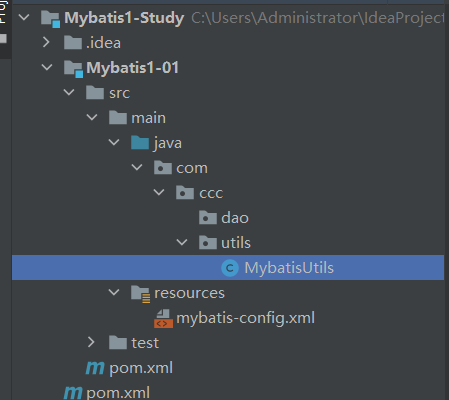 Mybatis1-Study C:\Users\Administrator\IdeaProject
.idea
Mybatis1-01
src
main
java
com
ccc
dao
utils
MybatisUtils
resources
mybatis-config.xml
test
pom.xml
pom.xml